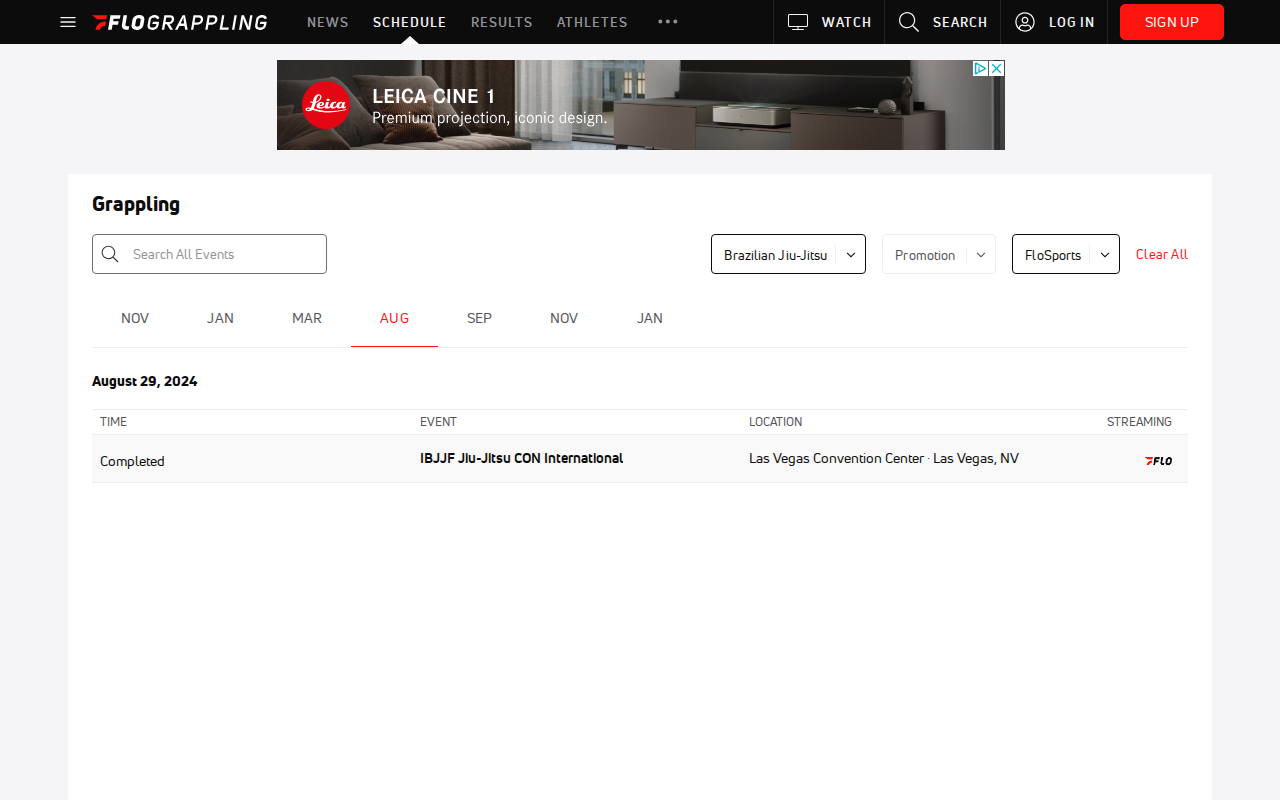 FLOGRAPPLING NEWS SCHEDULE RESULTS ATHLETES WATCH SEARCH LOG IN SIGN UP
Leica
LEICA CINE 1
Premium projection, iconic design.
Grappling
Search All Events Brazilian Jiu-Jitsu Promotion FloSports Clear All
NOV JAN MAR AUG SEP NOV JAN
August 29, 2024
TIME EVENT LOCATION STREAMING
Completed IBJJF Jiu-Jitsu CON International Las Vegas Convention Center · Las Vegas, NV FLO